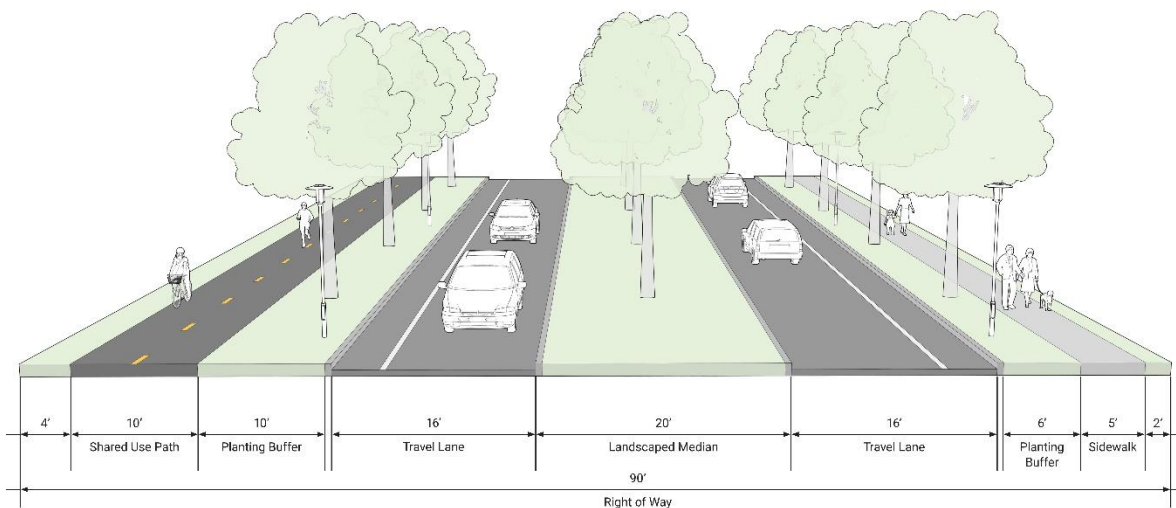 4’ 10’ 10’ 16’ 20’ 16’ 6’ 5’ 2’
Shared Use Path Planting Buffer Travel Lane Landscaped Median Travel Lane Planting Sidewalk
Buffer
90’
Right of Way